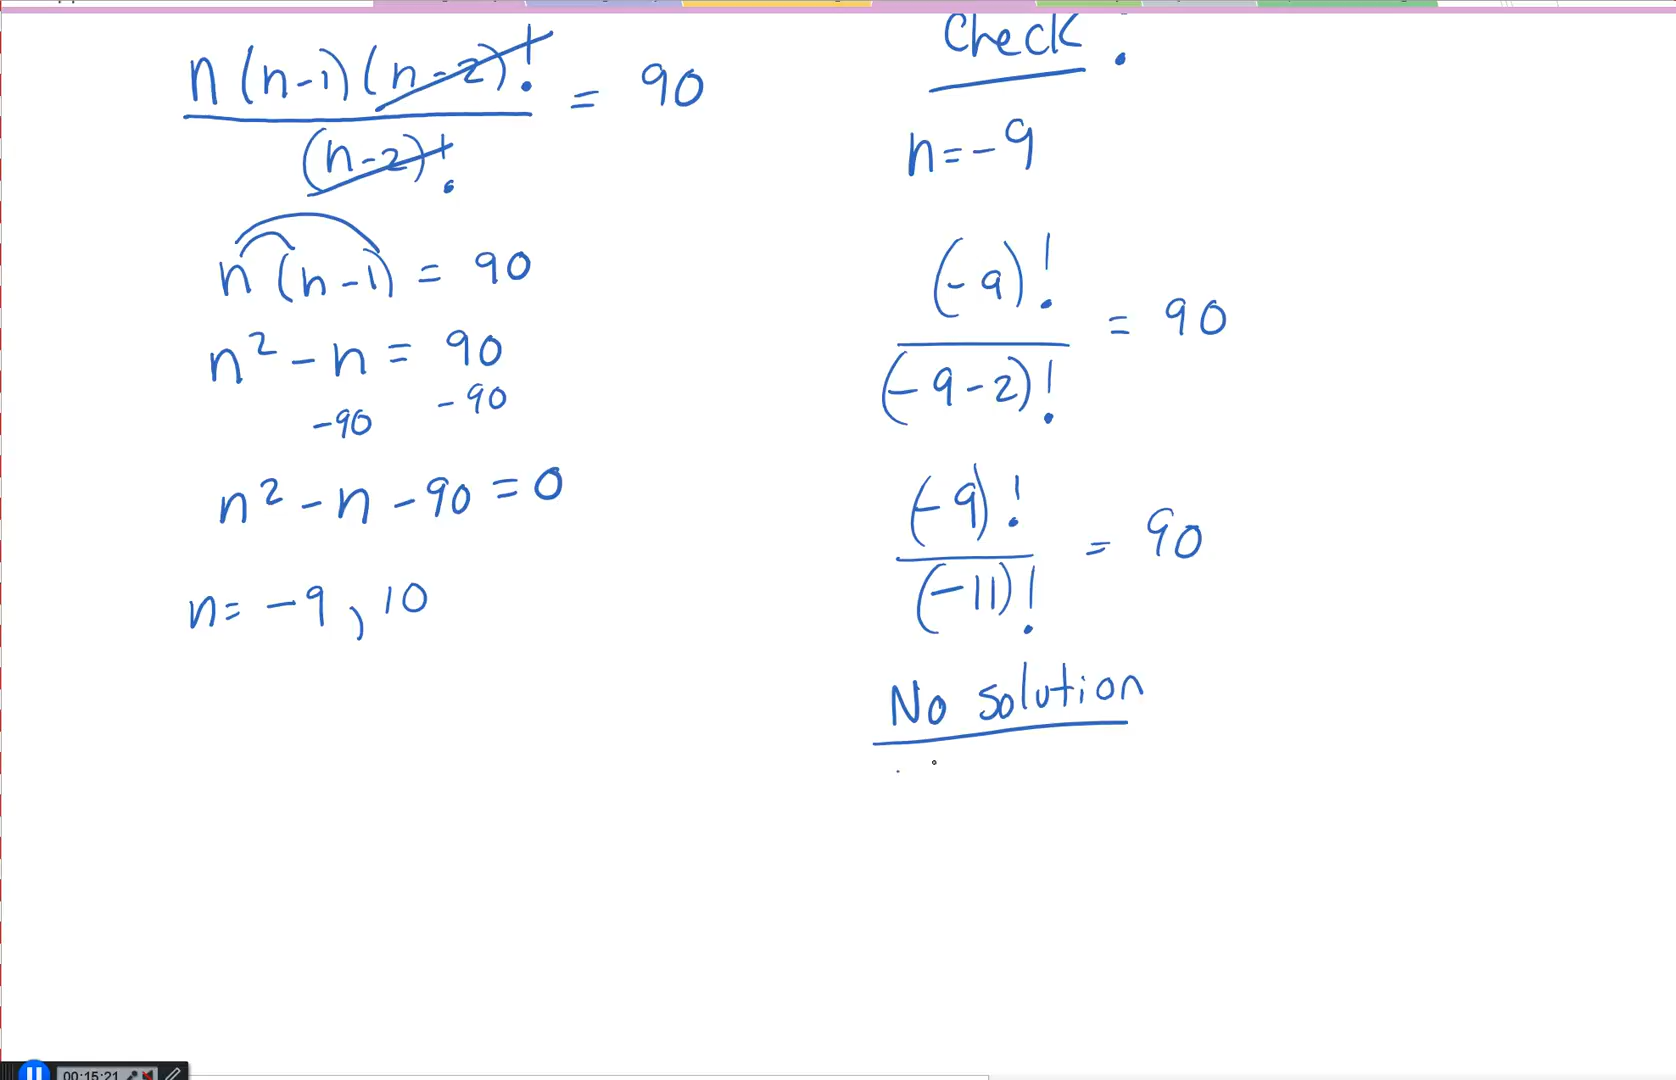 n(n-1)(n-2)! = 90
(n-2)!
n(n-1) = 90
n² - n = 90
-90 -90
n² - n - 90 = 0
n = -9, 10
Check.
n = -9
(-9)! = 90
(-9-2)!
(-9)! = 90
(-11)!
No solution
00:15:21